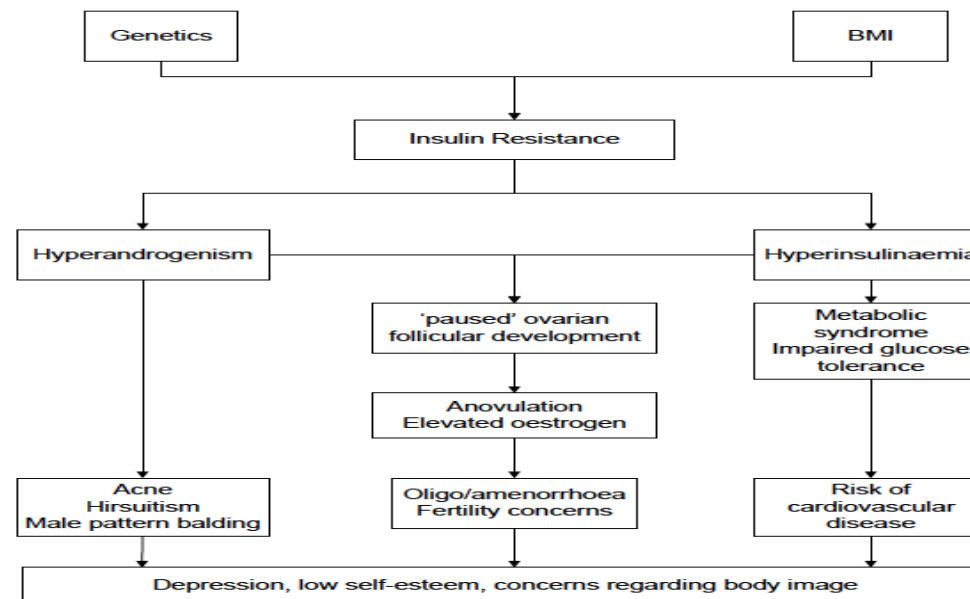 Genetics
BMI
Insulin Resistance
Hyperandrogenism
Hyperinsulinaemia
'paused' ovarian
follicular development
Metabolic
syndrome
Impaired glucose
tolerance
Anovulation
Elevated oestrogen
Acne
Hirsuitism
Male pattern balding
Oligo/amenorrhoea
Fertility concerns
Risk of
cardiovascular
disease
Depression, low self-esteem, concerns regarding body image